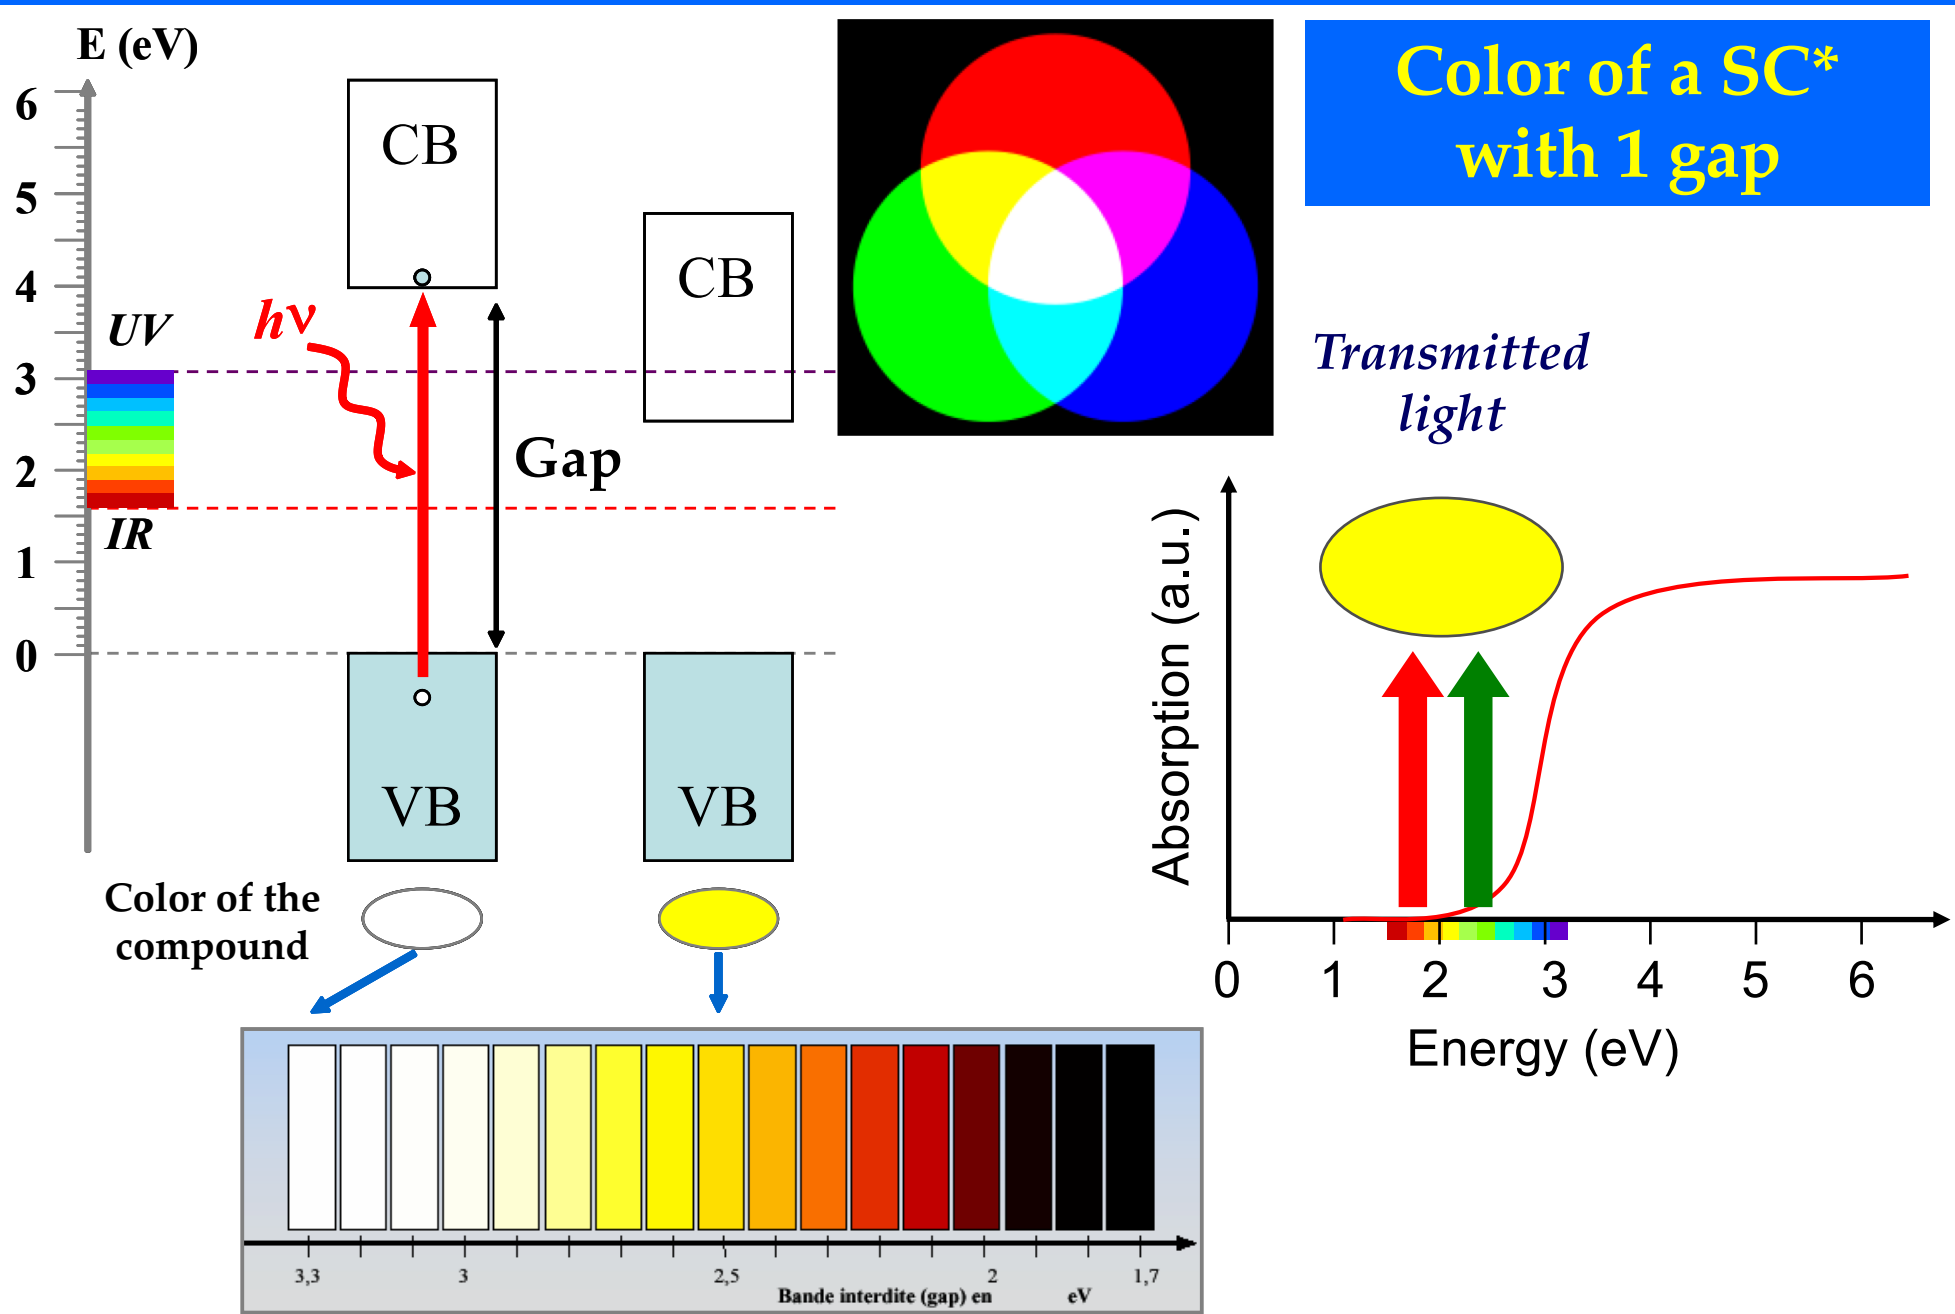 Color of a SC*
with 1 gap
E (eV)
6
5
4
3
2
1
0
UV
IR
hν
CB
CB
Gap
VB
VB
Color of the
compound
Transmitted
light
Absorption (a.u.)
0 1 2 3 4 5 6
Energy (eV)
3,3 3 2,5 2 1,7
Bande interdite (gap) en eV